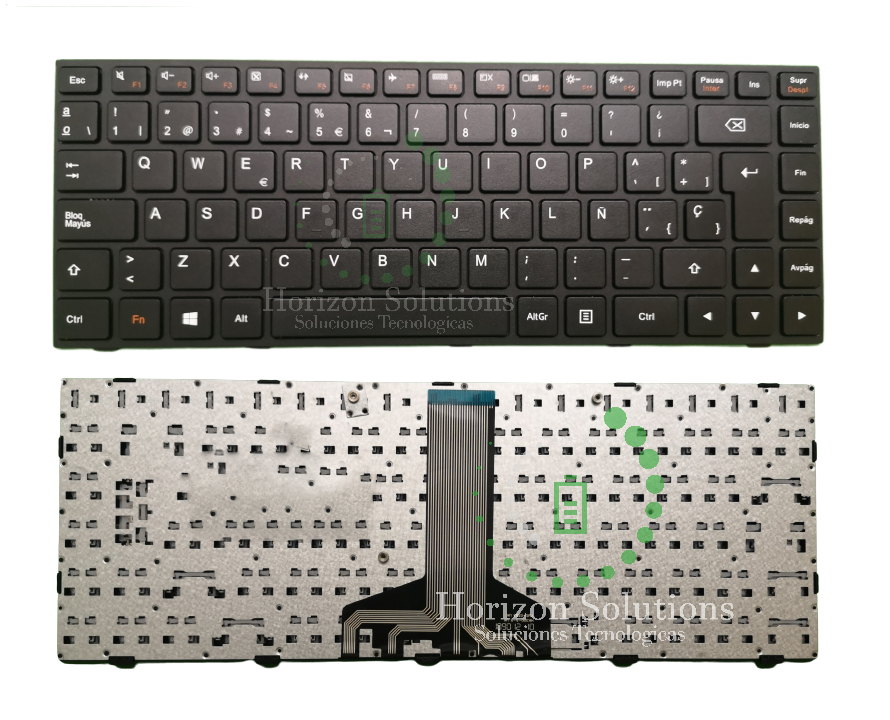 Esc F1 F2 F3 F4 F5 F6 F7 F8 F9 F10 F11 F12 Imp Pt Pausa Inter Ins Supr Despl
a º \ ! 1 | " 2 @ · 3 # $ 4 ~ % 5 € & 6 ¬ / 7 ( 8 ) 9 = 0 ? ' ¿ ¡ Inicio
Q W E € R T Y U I O P ^ ` [ * + ] Fin
Bloq Mayús A S D F G H J K L Ñ ¨ ´ { Ç } Repág
> < Z X C V B N M ; , : . _ - Avpág
Horizon Solutions
Ctrl Fn Alt AltGr Ctrl
Soluciones Tecnologicas
Horizon Solutions
Soluciones Tecnologicas